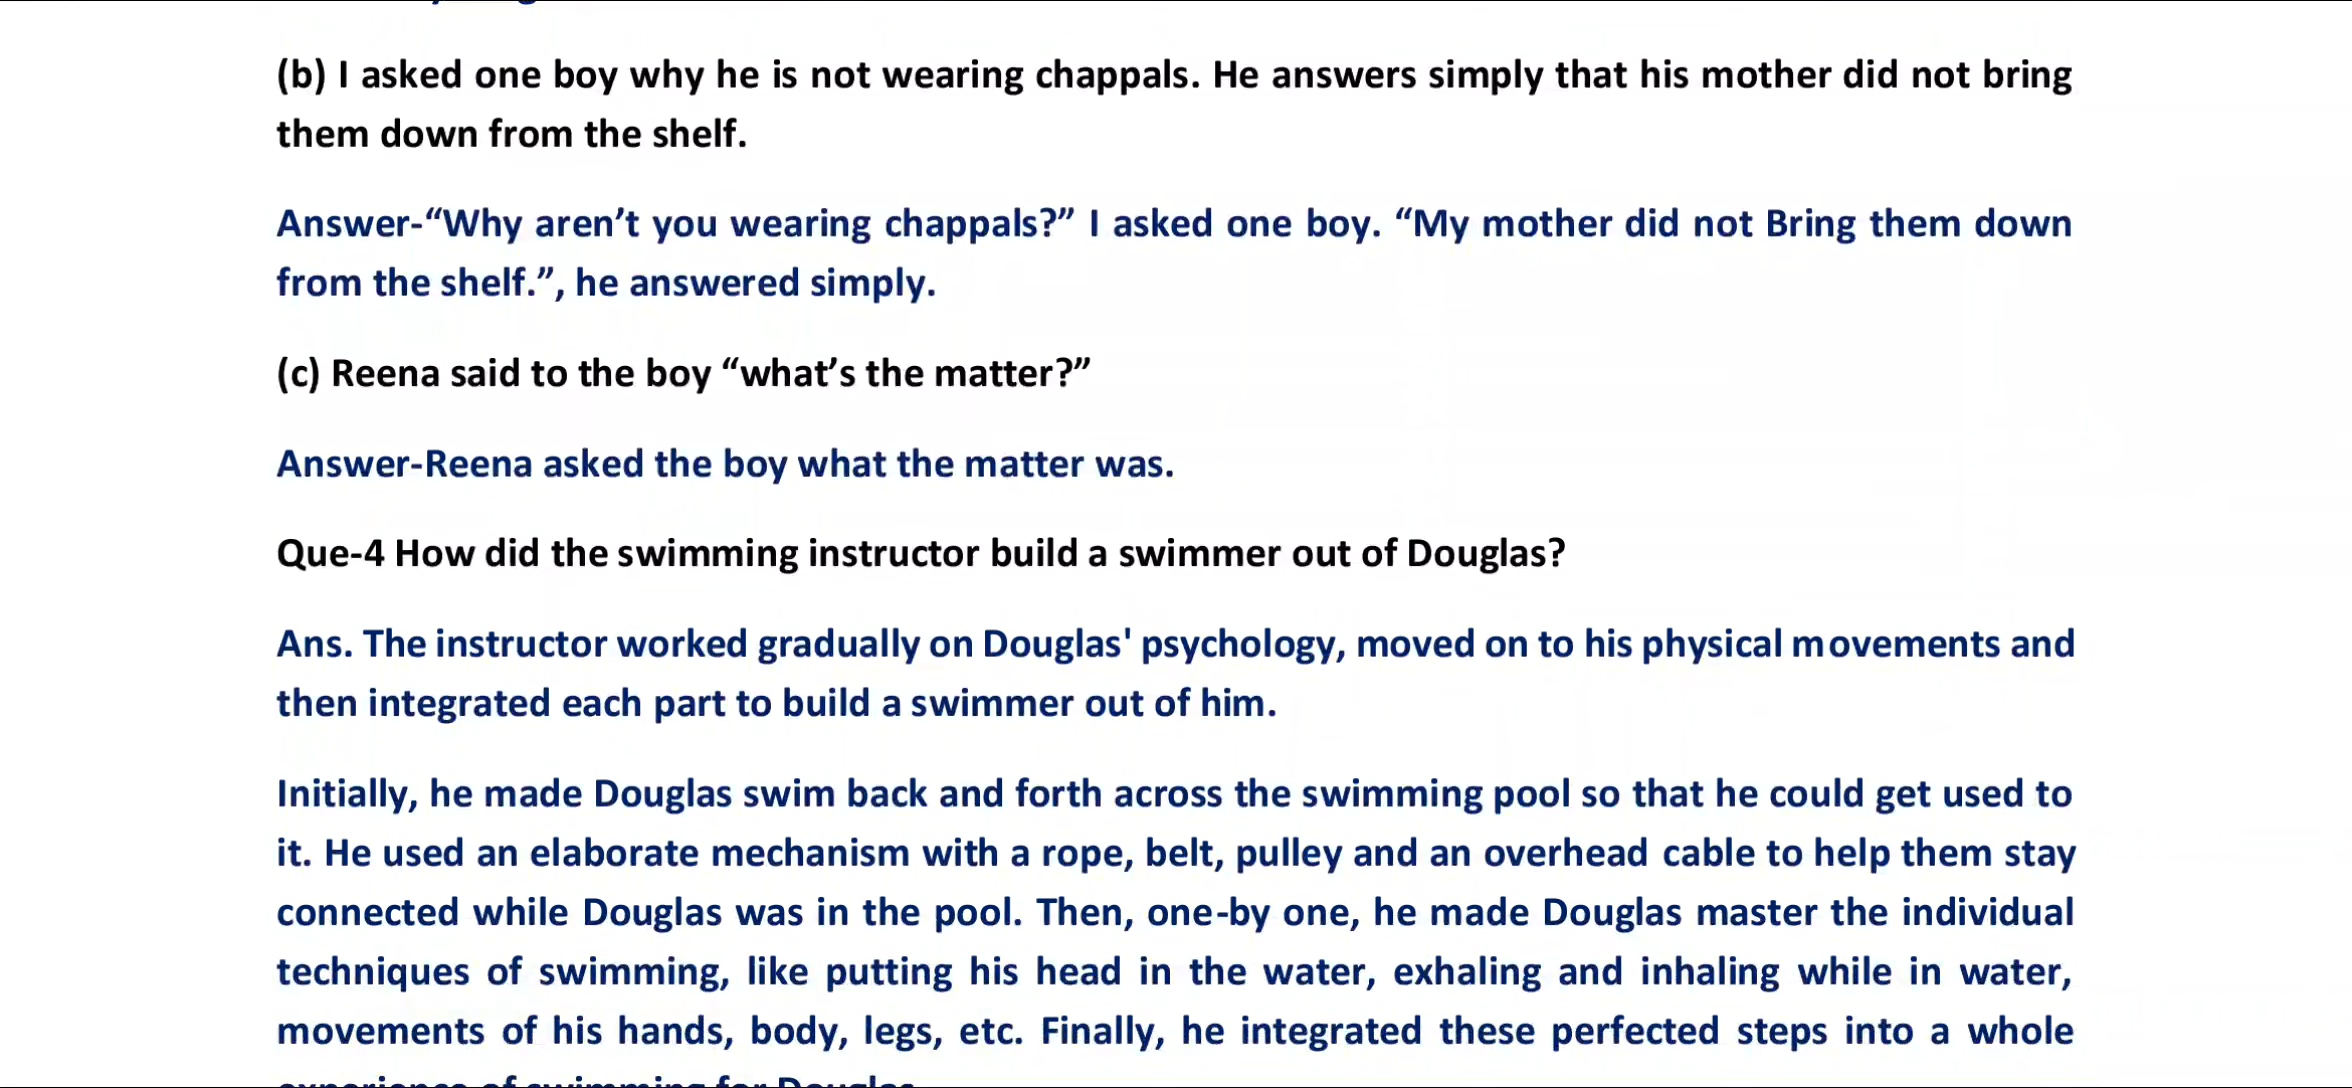 (b) I asked one boy why he is not wearing chappals. He answers simply that his mother did not bring
them down from the shelf.
Answer-“Why aren’t you wearing chappals?” I asked one boy. “My mother did not Bring them down
from the shelf.”, he answered simply.
(c) Reena said to the boy “what’s the matter?”
Answer-Reena asked the boy what the matter was.
Que-4 How did the swimming instructor build a swimmer out of Douglas?
Ans. The instructor worked gradually on Douglas' psychology, moved on to his physical movements and
then integrated each part to build a swimmer out of him.
Initially, he made Douglas swim back and forth across the swimming pool so that he could get used to
it. He used an elaborate mechanism with a rope, belt, pulley and an overhead cable to help them stay
connected while Douglas was in the pool. Then, one-by one, he made Douglas master the individual
techniques of swimming, like putting his head in the water, exhaling and inhaling while in water,
movements of his hands, body, legs, etc. Finally, he integrated these perfected steps into a whole
experience of swimming for Douglas